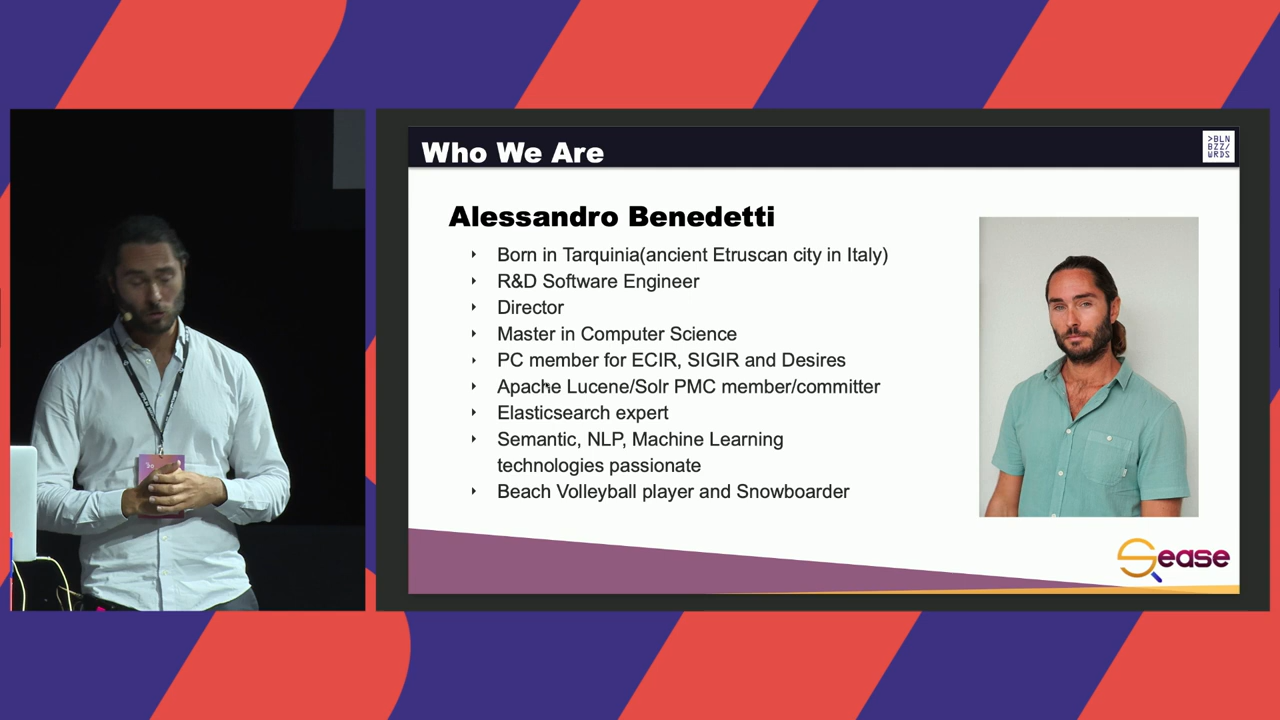 Who We Are
>BLN
BZZ/
WRDS
Alessandro Benedetti
Born in Tarquinia(ancient Etruscan city in Italy)
R&D Software Engineer
Director
Master in Computer Science
PC member for ECIR, SIGIR and Desires
Apache Lucene/Solr PMC member/committer
Elasticsearch expert
Semantic, NLP, Machine Learning
technologies passionate
Beach Volleyball player and Snowboarder
Sease